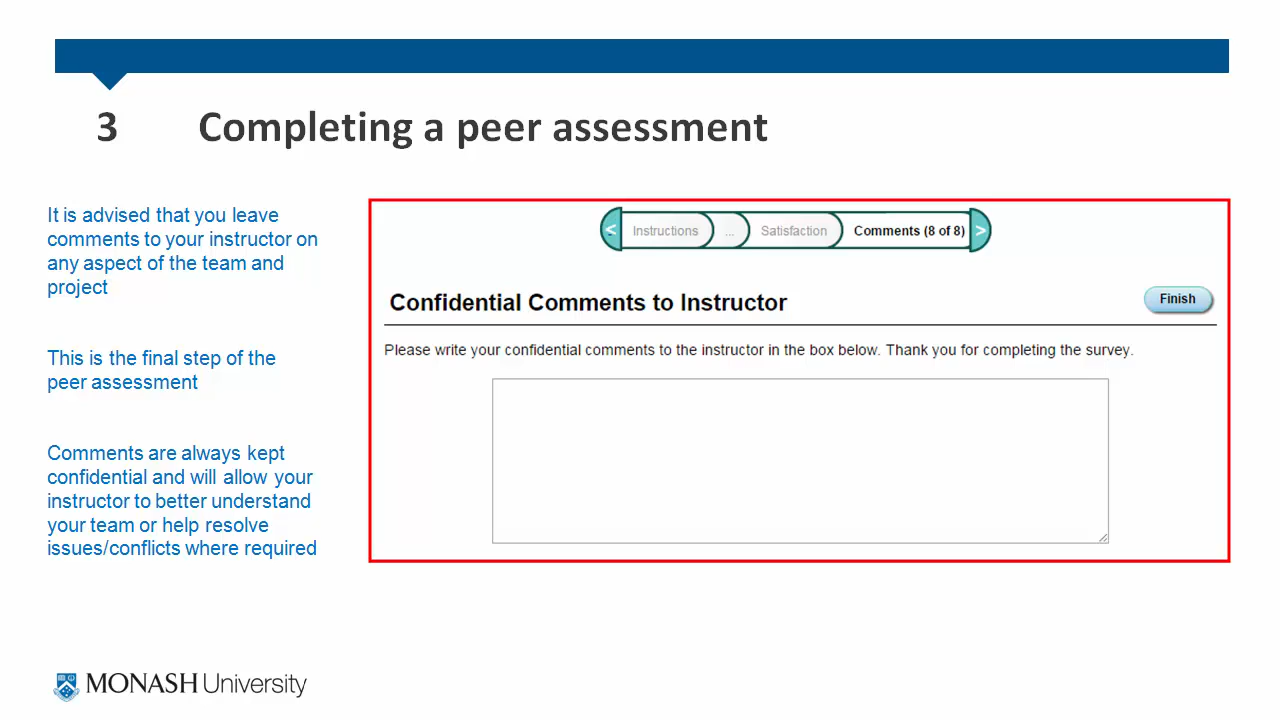 3 Completing a peer assessment
It is advised that you leave
comments to your instructor on
any aspect of the team and
project
This is the final step of the
peer assessment
Comments are always kept
confidential and will allow your
instructor to better understand
your team or help resolve
issues/conflicts where required
< Instructions ... Satisfaction Comments (8 of 8) >
Confidential Comments to Instructor
Finish
Please write your confidential comments to the instructor in the box below. Thank you for completing the survey.
MONASH University